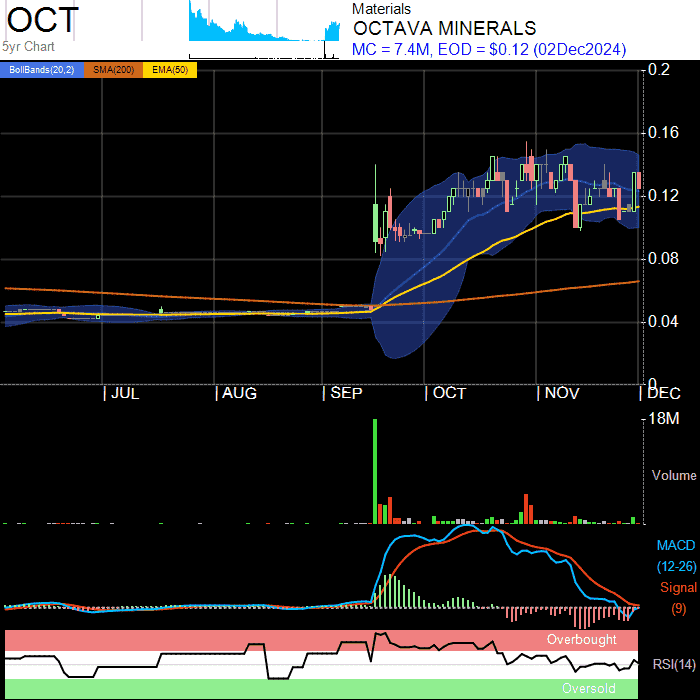 OCT
5yr Chart
Materials
OCTAVA MINERALS
MC = 7.4M, EOD = $0.12 (02Dec2024)
BollBands(20,2) SMA(200) EMA(50)
0.2
0.16
0.12
0.08
0.04
0
JUL AUG SEP OCT NOV DEC
18M
Volume
MACD
(12-26)
Signal
(9)
Overbought
RSI(14)
Oversold